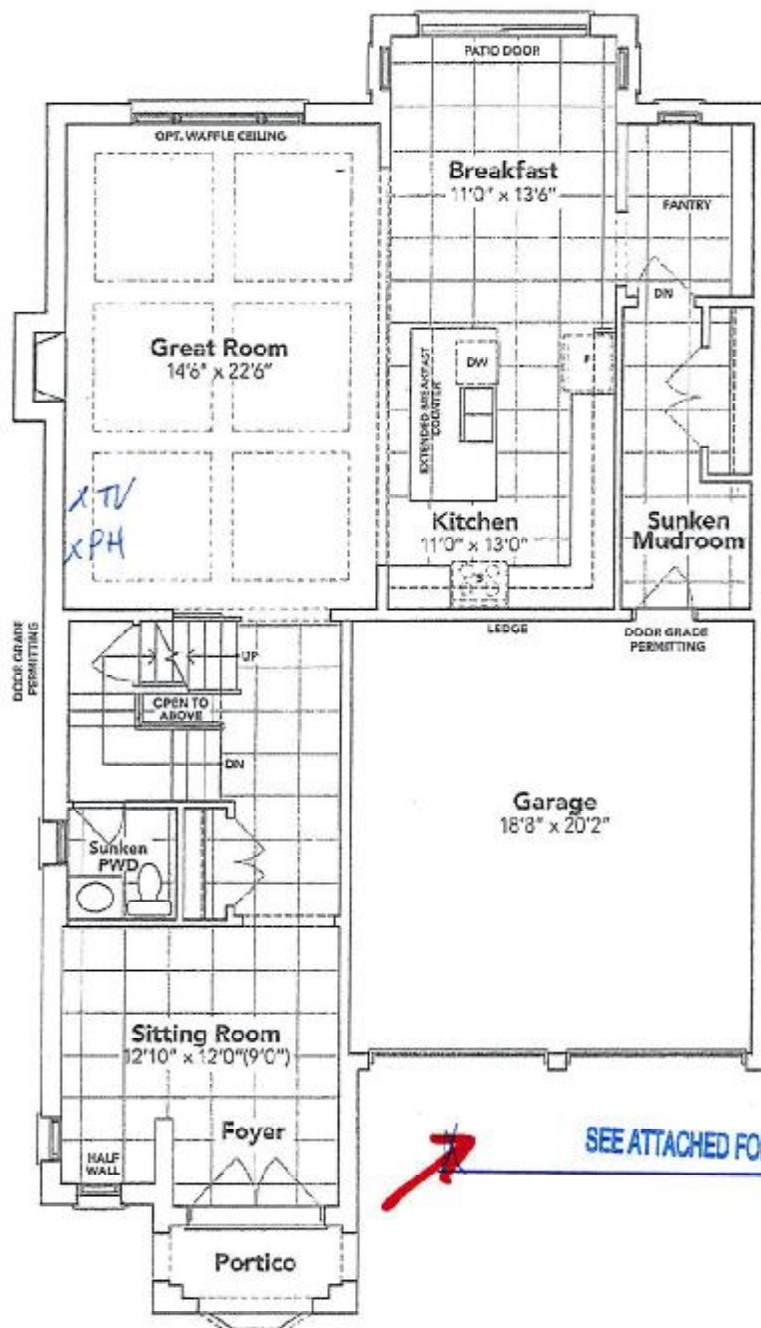 PATIO DOOR
OPT. WAFFLE CEILING
Breakfast
11'0" x 13'6"
PANTRY
DN
Great Room
14'6" x 22'6"
DW
F
EXTENDED BREAKFAST
COUNTER
x TV
x PH
Kitchen
11'0" x 13'0"
Sunken
Mudroom
S
LEDGE
DOOR GRADE
PERMITTING
DOOR GRADE
PERMITTING
UP
OPEN TO
ABOVE
DN
Garage
18'8" x 20'2"
Sunken
PWD
Sitting Room
12'10" x 12'0"(9'0")
Foyer
HALF
WALL
SEE ATTACHED FO
Portico